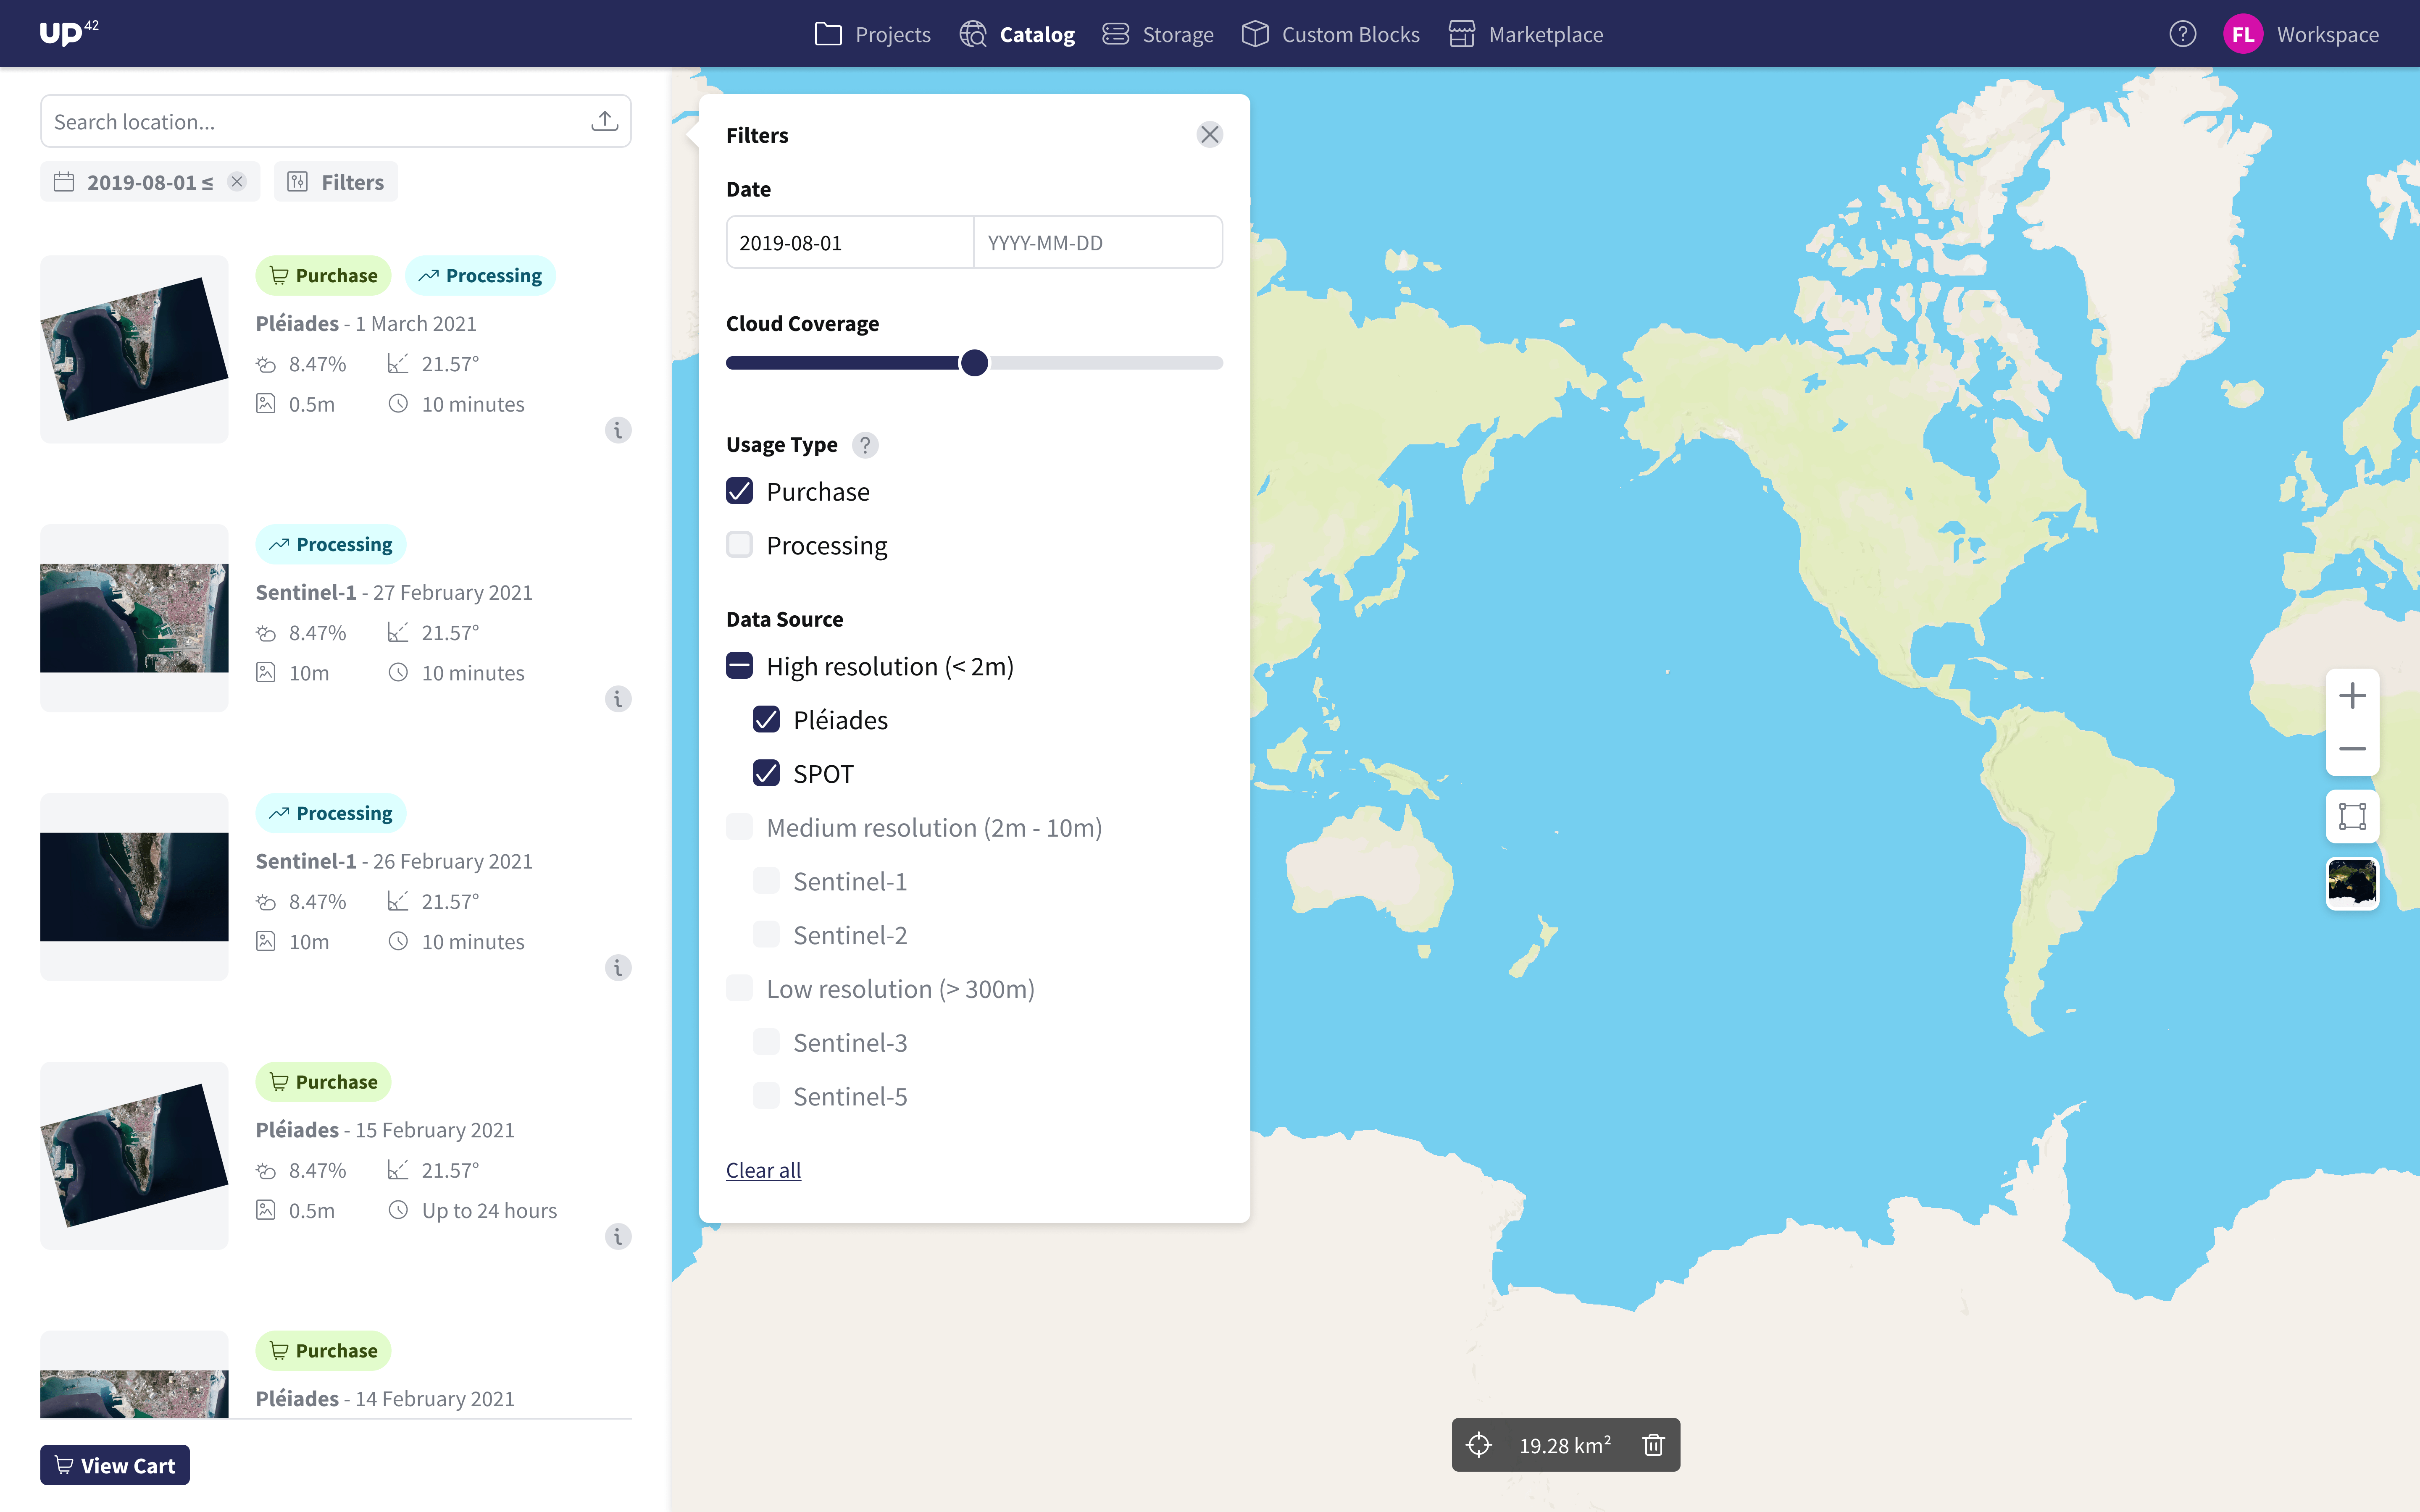 UP42
Projects
Catalog
Storage
Custom Blocks
Marketplace
?
FL
Workspace
Search location...
2019-08-01 ≤
Filters
Purchase
Processing
Pléiades - 1 March 2021
8.47%
21.57°
0.5m
10 minutes
i
Processing
Sentinel-1 - 27 February 2021
8.47%
21.57°
10m
10 minutes
i
Processing
Sentinel-1 - 26 February 2021
8.47%
21.57°
10m
10 minutes
i
Purchase
Pléiades - 15 February 2021
8.47%
21.57°
0.5m
Up to 24 hours
i
Purchase
Pléiades - 14 February 2021
View Cart
Filters
Date
2019-08-01
YYYY-MM-DD
Cloud Coverage
Usage Type ?
Purchase
Processing
Data Source
High resolution (< 2m)
Pléiades
SPOT
Medium resolution (2m - 10m)
Sentinel-1
Sentinel-2
Low resolution (> 300m)
Sentinel-3
Sentinel-5
Clear all
19.28 km²